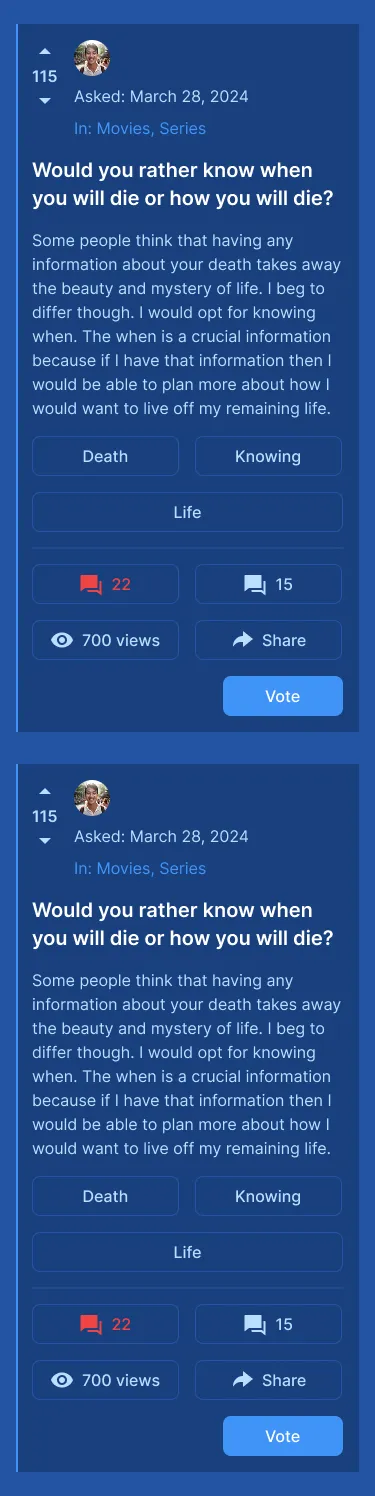 115
Asked: March 28, 2024
In: Movies, Series
Would you rather know when
you will die or how you will die?
Some people think that having any
information about your death takes away
the beauty and mystery of life. I beg to
differ though. I would opt for knowing
when. The when is a crucial information
because if I have that information then I
would be able to plan more about how I
would want to live off my remaining life.
Death
Knowing
Life
22
15
700 views
Share
Vote
115
Asked: March 28, 2024
In: Movies, Series
Would you rather know when
you will die or how you will die?
Some people think that having any
information about your death takes away
the beauty and mystery of life. I beg to
differ though. I would opt for knowing
when. The when is a crucial information
because if I have that information then I
would be able to plan more about how I
would want to live off my remaining life.
Death
Knowing
Life
22
15
700 views
Share
Vote